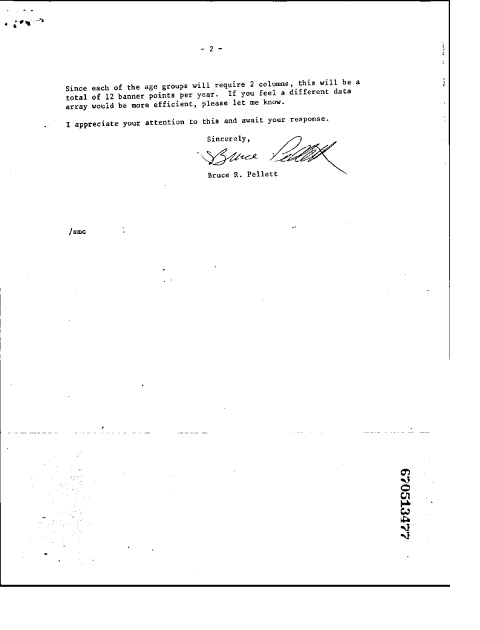 - 2 -
Since each of the age groups will require 2 columns, this will be a
total of 12 banner points per year. If you feel a different data
array would be more efficient, please let me know.
I appreciate your attention to this and await your response.
Sincerely,
Bruce Pellett
Bruce R. Pellett
/smc
670513477